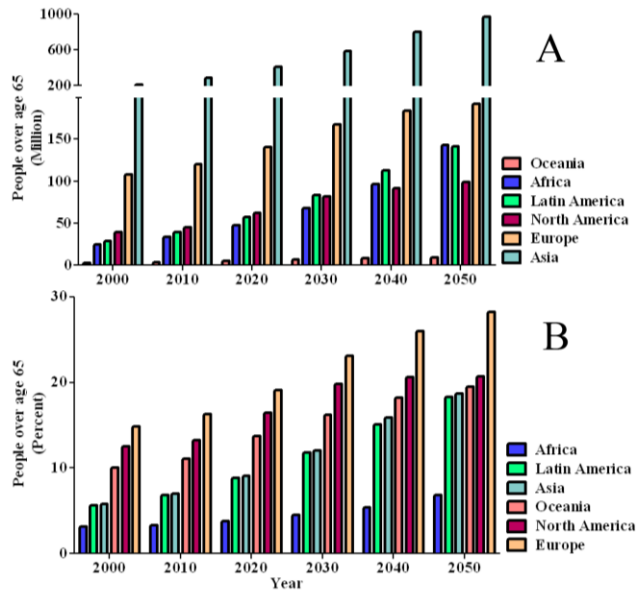 A
People over age 65
(Million)
1000
600
200
150
100
50
0
2000 2010 2020 2030 2040 2050
Oceania
Africa
Latin America
North America
Europe
Asia
B
People over age 65
(Percent)
30
20
10
0
2000 2010 2020 2030 2040 2050
Year
Africa
Latin America
Asia
Oceania
North America
Europe